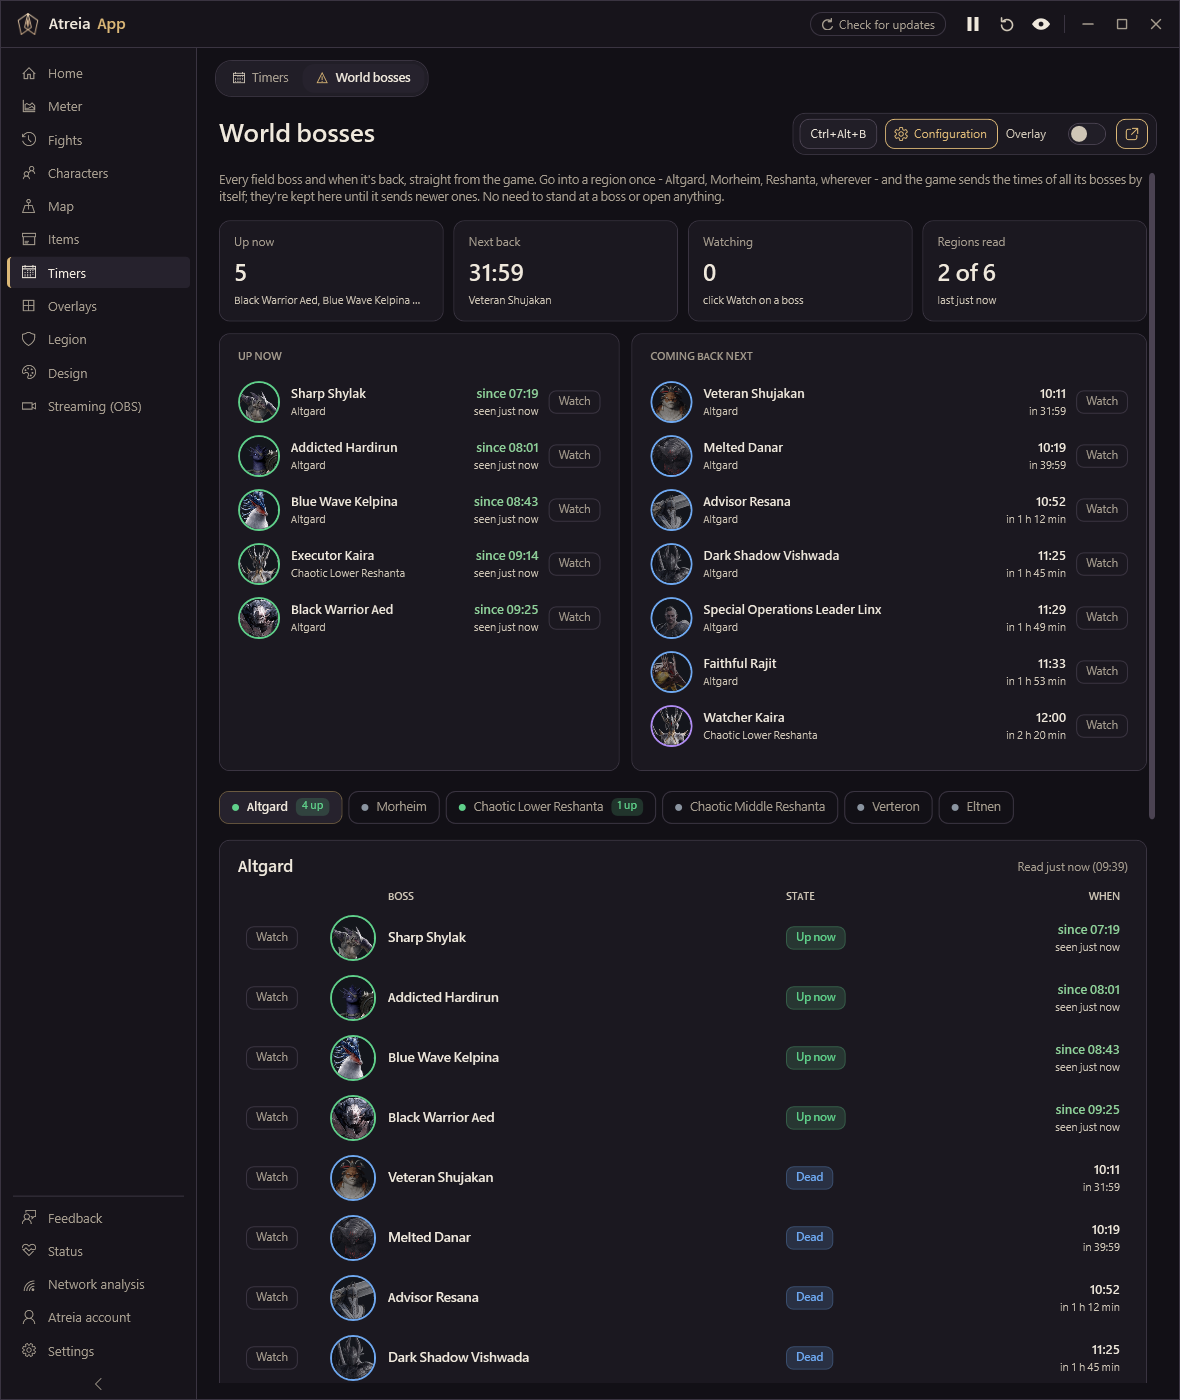 Atreia App
Check for updates
Home
Meter
Fights
Characters
Map
Items
Timers
Overlays
Legion
Design
Streaming (OBS)
Feedback
Status
Network analysis
Atreia account
Settings
Timers
World bosses
World bosses
Ctrl+Alt+B
Configuration
Overlay
Every field boss and when it's back, straight from the game. Go into a region once - Altgard, Morheim, Reshanta, wherever - and the game sends the times of all its bosses by
itself; they're kept here until it sends newer ones. No need to stand at a boss or open anything.
Up now
5
Black Warrior Aed, Blue Wave Kelpina ...
Next back
31:59
Veteran Shujakan
Watching
0
click Watch on a boss
Regions read
2 of 6
last just now
UP NOW
Sharp Shylak since 07:19
Altgard seen just now Watch
Addicted Hardirun since 08:01
Altgard seen just now Watch
Blue Wave Kelpina since 08:43
Altgard seen just now Watch
Executor Kaira since 09:14
Chaotic Lower Reshanta seen just now Watch
Black Warrior Aed since 09:25
Altgard seen just now Watch
COMING BACK NEXT
Veteran Shujakan 10:11
Altgard in 31:59 Watch
Melted Danar 10:19
Altgard in 39:59 Watch
Advisor Resana 10:52
Altgard in 1 h 12 min Watch
Dark Shadow Vishwada 11:25
Altgard in 1 h 45 min Watch
Special Operations Leader Linx 11:29
Altgard in 1 h 49 min Watch
Faithful Rajit 11:33
Altgard in 1 h 53 min Watch
Watcher Kaira 12:00
Chaotic Lower Reshanta in 2 h 20 min Watch
Altgard 4 up
Morheim
Chaotic Lower Reshanta 1 up
Chaotic Middle Reshanta
Verteron
Eltnen
Altgard
Read just now (09:39)
BOSS STATE WHEN
Watch Sharp Shylak Up now since 07:19
seen just now
Watch Addicted Hardirun Up now since 08:01
seen just now
Watch Blue Wave Kelpina Up now since 08:43
seen just now
Watch Black Warrior Aed Up now since 09:25
seen just now
Watch Veteran Shujakan Dead 10:11
in 31:59
Watch Melted Danar Dead 10:19
in 39:59
Watch Advisor Resana Dead 10:52
in 1 h 12 min
Watch Dark Shadow Vishwada Dead 11:25
in 1 h 45 min